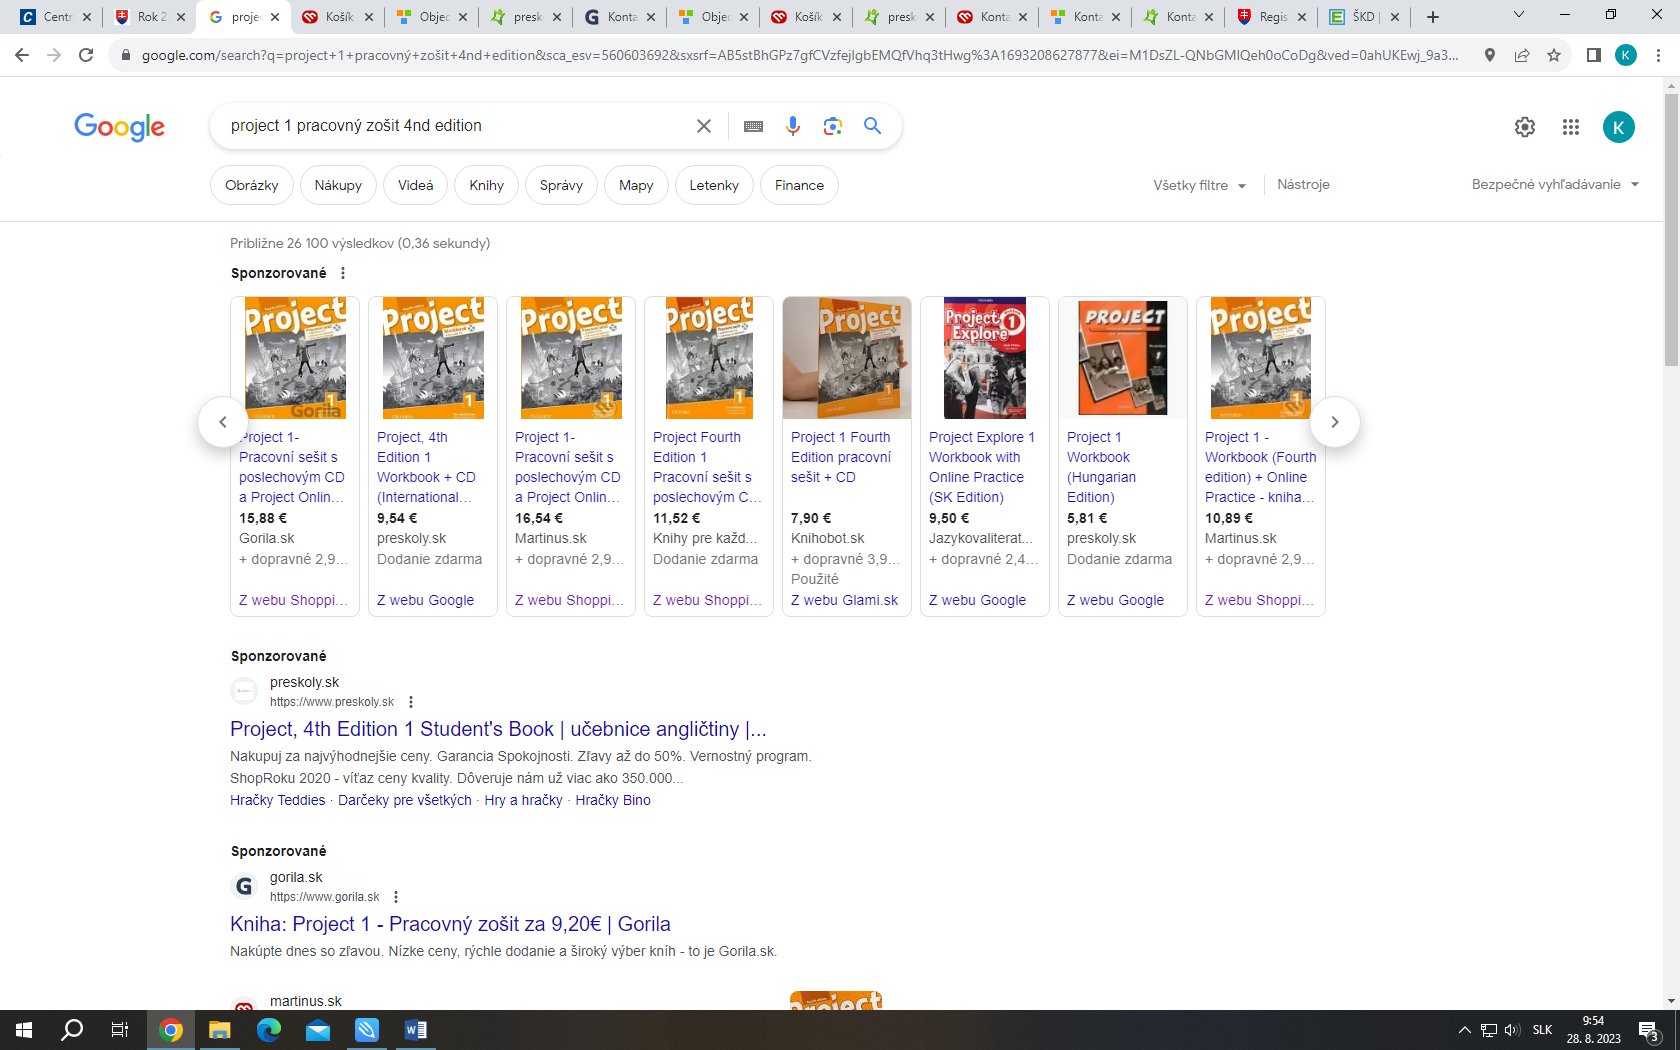 Centr
Rok 2
projec
Košík
Objec
presk
Konta
Objec
Košík
presk
Konta
Konta
Konta
Regis
ŠKD |
google.com/search?q=project+1+pracovný+zošit+4nd+edition&sca_esv=560603692&sxsrf=AB5stBhGPz7gfCVzfejlgbEMQfVhq3tHwg%3A1693208627877&ei=M1DsZL-QNbGMlQeh0oCoDg&ved=0ahUKEwj_9a3...
K
Google
project 1 pracovný zošit 4nd edition
K
Obrázky
Nákupy
Videá
Knihy
Správy
Mapy
Letenky
Finance
Všetky filtre
Nástroje
Bezpečné vyhľadávanie
Približne 26 100 výsledkov (0,36 sekundy)
Sponzorované
Project 1-
Pracovní sešit s
poslechovým CD
a Project Onlin...
15,88 €
Gorila.sk
+ dopravné 2,9...
Z webu Shoppi...
Project, 4th
Edition 1
Workbook + CD
(International...
9,54 €
preskoly.sk
Dodanie zdarma
Z webu Google
Project 1-
Pracovní sešit s
poslechovým CD
a Project Onlin...
16,54 €
Martinus.sk
+ dopravné 2,9...
Z webu Shoppi...
Project Fourth
Edition 1
Pracovní sešit s
poslechovým C...
11,52 €
Knihy pre každ...
Dodanie zdarma
Z webu Shoppi...
Project 1 Fourth
Edition pracovní
sešit + CD
7,90 €
Knihobot.sk
+ dopravné 3,9...
Použité
Z webu Glami.sk
Project Explore 1
Workbook with
Online Practice
(SK Edition)
9,50 €
Jazykovaliterat...
+ dopravné 2,4...
Z webu Google
Project 1
Workbook
(Hungarian
Edition)
5,81 €
preskoly.sk
Dodanie zdarma
Z webu Google
Project 1 -
Workbook (Fourth
edition) + Online
Practice - kniha...
10,89 €
Martinus.sk
+ dopravné 2,9...
Z webu Shoppi...
Sponzorované
preskoly.sk
https://www.preskoly.sk
Project, 4th Edition 1 Student's Book | učebnice angličtiny |...
Nakupuj za najvýhodnejšie ceny. Garancia Spokojnosti. Zľavy až do 50%. Vernostný program.
ShopRoku 2020 - víťaz ceny kvality. Dôveruje nám už viac ako 350.000...
Hračky Teddies · Darčeky pre všetkých · Hry a hračky · Hračky Bino
Sponzorované
gorila.sk
https://www.gorila.sk
Kniha: Project 1 - Pracovný zošit za 9,20€ | Gorila
Nakúpte dnes so zľavou. Nízke ceny, rýchle dodanie a široký výber kníh - to je Gorila.sk.
martinus.sk
SLK
9:54
28. 8. 2023
3